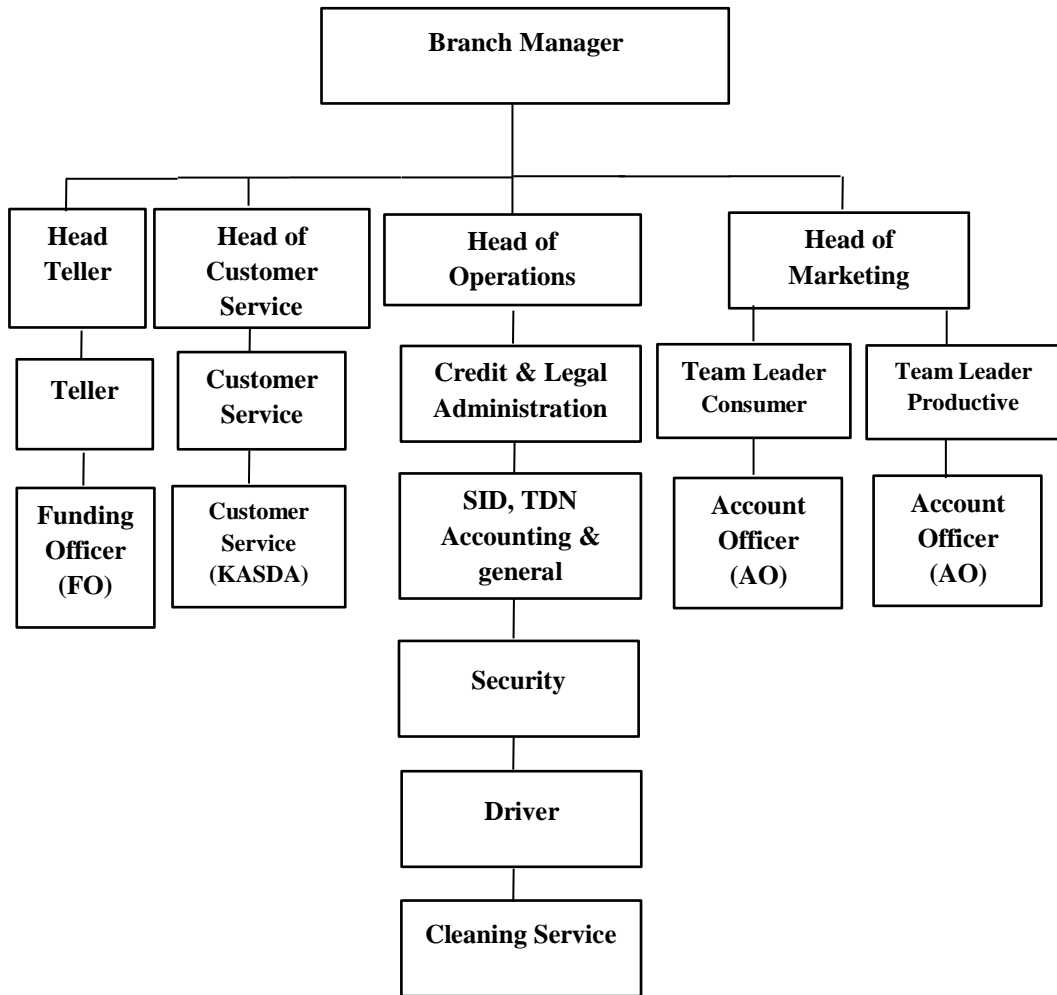 Branch Manager
Head
Teller
Head of
Customer
Service
Head of
Operations
Head of
Marketing
Teller
Customer
Service
Credit & Legal
Administration
Team Leader
Consumer
Team Leader
Productive
Funding
Officer
(FO)
Customer
Service
(KASDA)
SID, TDN
Accounting &
general
Account
Officer
(AO)
Account
Officer
(AO)
Security
Driver
Cleaning Service